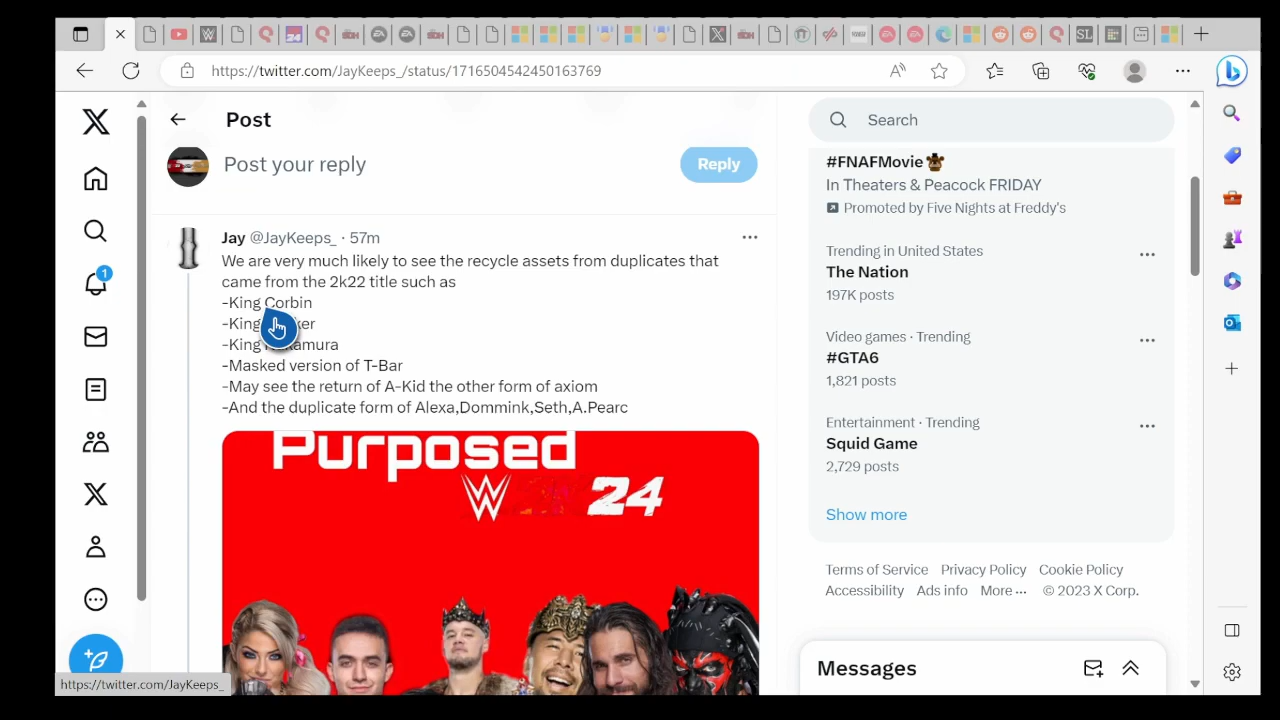 https://twitter.com/JayKeeps_/status/1716504542450163769
Post
Post your reply
Reply
Jay @JayKeeps_ · 57m
We are very much likely to see the recycle assets from duplicates that
came from the 2k22 title such as
-King Corbin
-King
-King
-Masked version of T-Bar
-May see the return of A-Kid the other form of axiom
-And the duplicate form of Alexa,Dommink,Seth,A.Pearc
Purposed
W 24
Search
#FNAFMovie
In Theaters & Peacock FRIDAY
Promoted by Five Nights at Freddy's
Trending in United States
The Nation
197K posts
Video games · Trending
#GTA6
1,821 posts
Entertainment · Trending
Squid Game
2,729 posts
Show more
Terms of Service Privacy Policy Cookie Policy
Accessibility Ads info More ··· © 2023 X Corp.
Messages
1
https://twitter.com/JayKeeps_